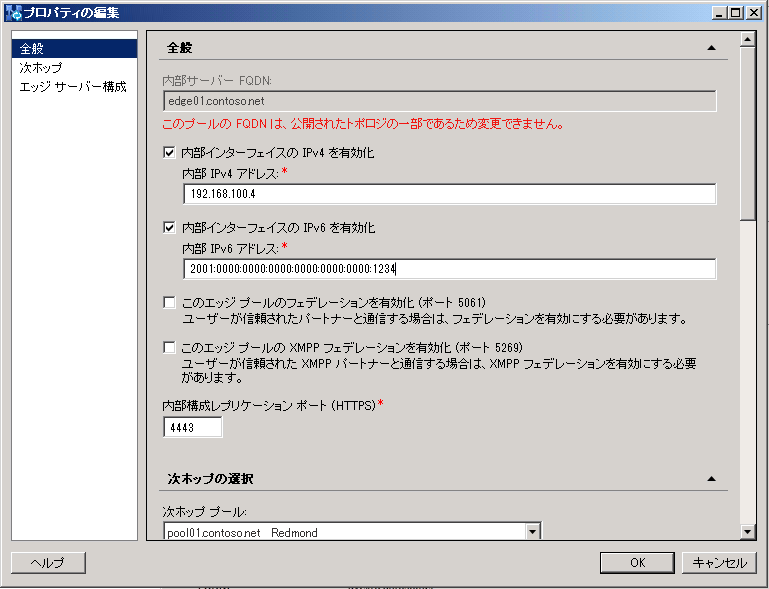 プロパティの編集
全般
次ホップ
エッジ サーバー構成
全般
内部サーバー FQDN:
edge01.contoso.net
このプールの FQDN は、公開されたトポロジの一部であるため変更できません。
内部インターフェイスの IPv4 を有効化
内部 IPv4 アドレス:*
192.168.100.4
内部インターフェイスの IPv6 を有効化
内部 IPv6 アドレス:*
2001:0000:0000:0000:0000:0000:0000:1234
このエッジ プールのフェデレーションを有効化 (ポート 5061)
ユーザーが信頼されたパートナーと通信する場合は、フェデレーションを有効にする必要があります。
このエッジ プールの XMPP フェデレーションを有効化 (ポート 5269)
ユーザーが信頼された XMPP パートナーと通信する場合は、XMPP フェデレーションを有効にする必要
があります。
内部構成レプリケーション ポート (HTTPS)*
4443
次ホップの選択
次ホップ プール:
pool01.contoso.net Redmond
ヘルプ
OK
キャンセル